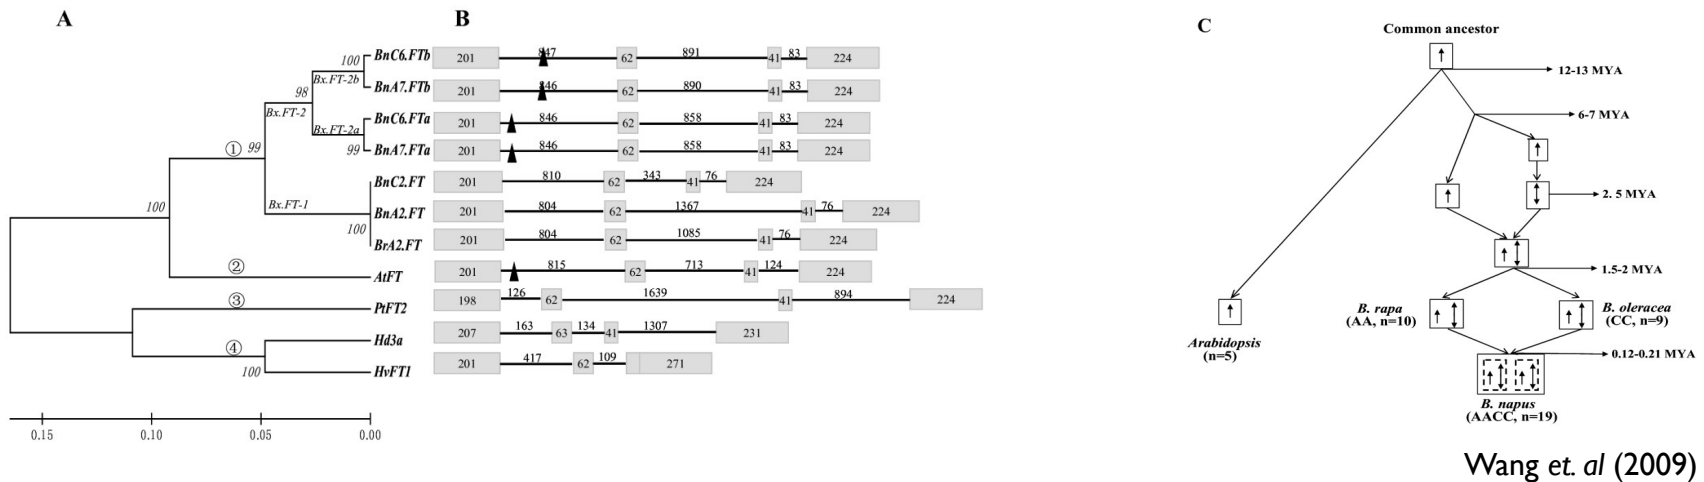 A
B
BnC6.FTb 201 847 62 891 41 83 224
100
Bx.FT-2b
BnA7.FTb 201 846 62 890 41 83 224
98
Bx.FT-2
BnC6.FTa 201 846 62 858 41 83 224
Bx.FT-2a
① 99
99
BnA7.FTa 201 846 62 858 41 83 224
BnC2.FT 201 810 62 343 41 76 224
100
Bx.FT-1
BnA2.FT 201 804 62 1367 41 76 224
100
BrA2.FT 201 804 62 1085 41 76 224
② AtFT 201 815 62 713 41 124 224
③ PtFT2 198 126 62 1639 41 894 224
Hd3a 207 163 63 134 41 1307 231
④
100
HvFT1 201 417 62 109 271
0.15 0.10 0.05 0.00
C
Common ancestor
12-13 MYA
6-7 MYA
2. 5 MYA
1.5-2 MYA
B. rapa
(AA, n=10)
B. oleracea
(CC, n=9)
Arabidopsis
(n=5)
0.12-0.21 MYA
B. napus
(AACC, n=19)
Wang et. al (2009)